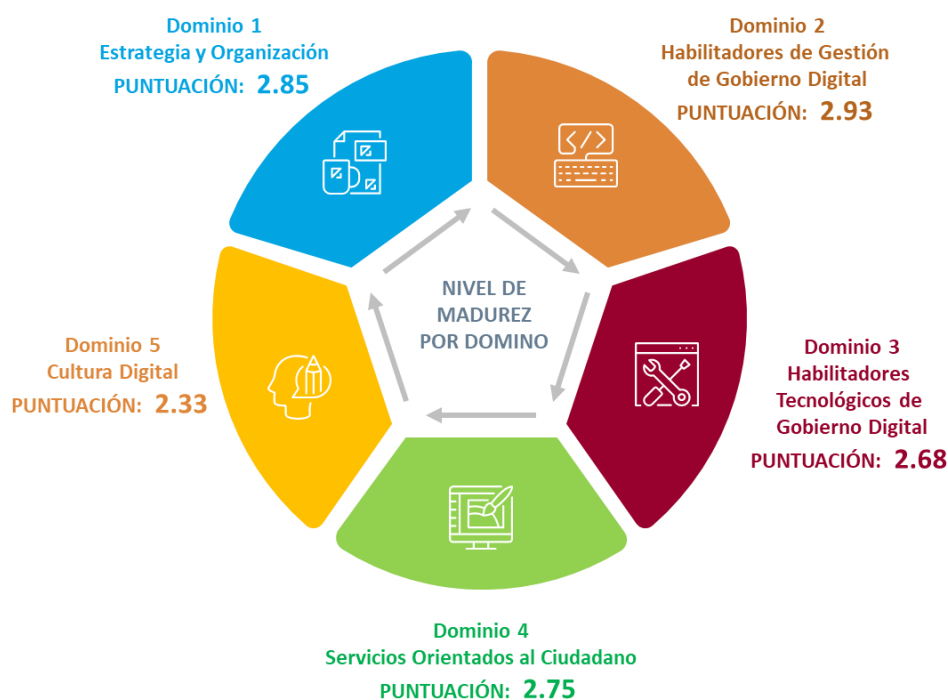 Dominio 1
Estrategia y Organización
PUNTUACIÓN: 2.85
Dominio 2
Habilitadores de Gestión
de Gobierno Digital
PUNTUACIÓN: 2.93
NIVEL DE
MADUREZ
POR DOMINO
Dominio 5
Cultura Digital
PUNTUACIÓN: 2.33
Dominio 3
Habilitadores
Tecnológicos de
Gobierno Digital
PUNTUACIÓN: 2.68
Dominio 4
Servicios Orientados al Ciudadano
PUNTUACIÓN: 2.75